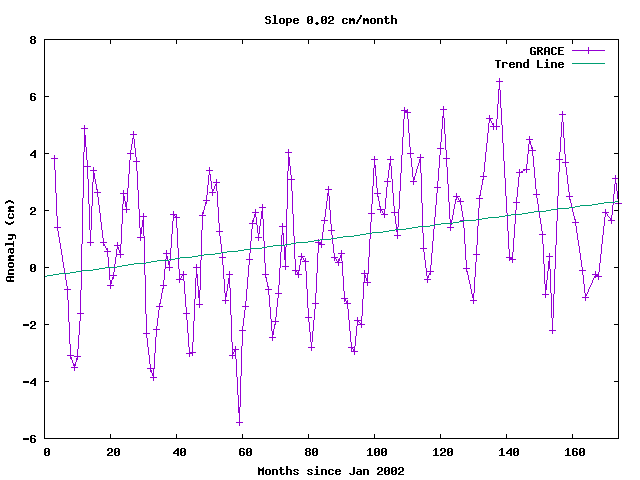 Slope 0.02 cm/month
GRACE
Trend Line
8
6
4
2
0
-2
-4
-6
Anomaly (cm)
0 20 40 60 80 100 120 140 160
Months since Jan 2002